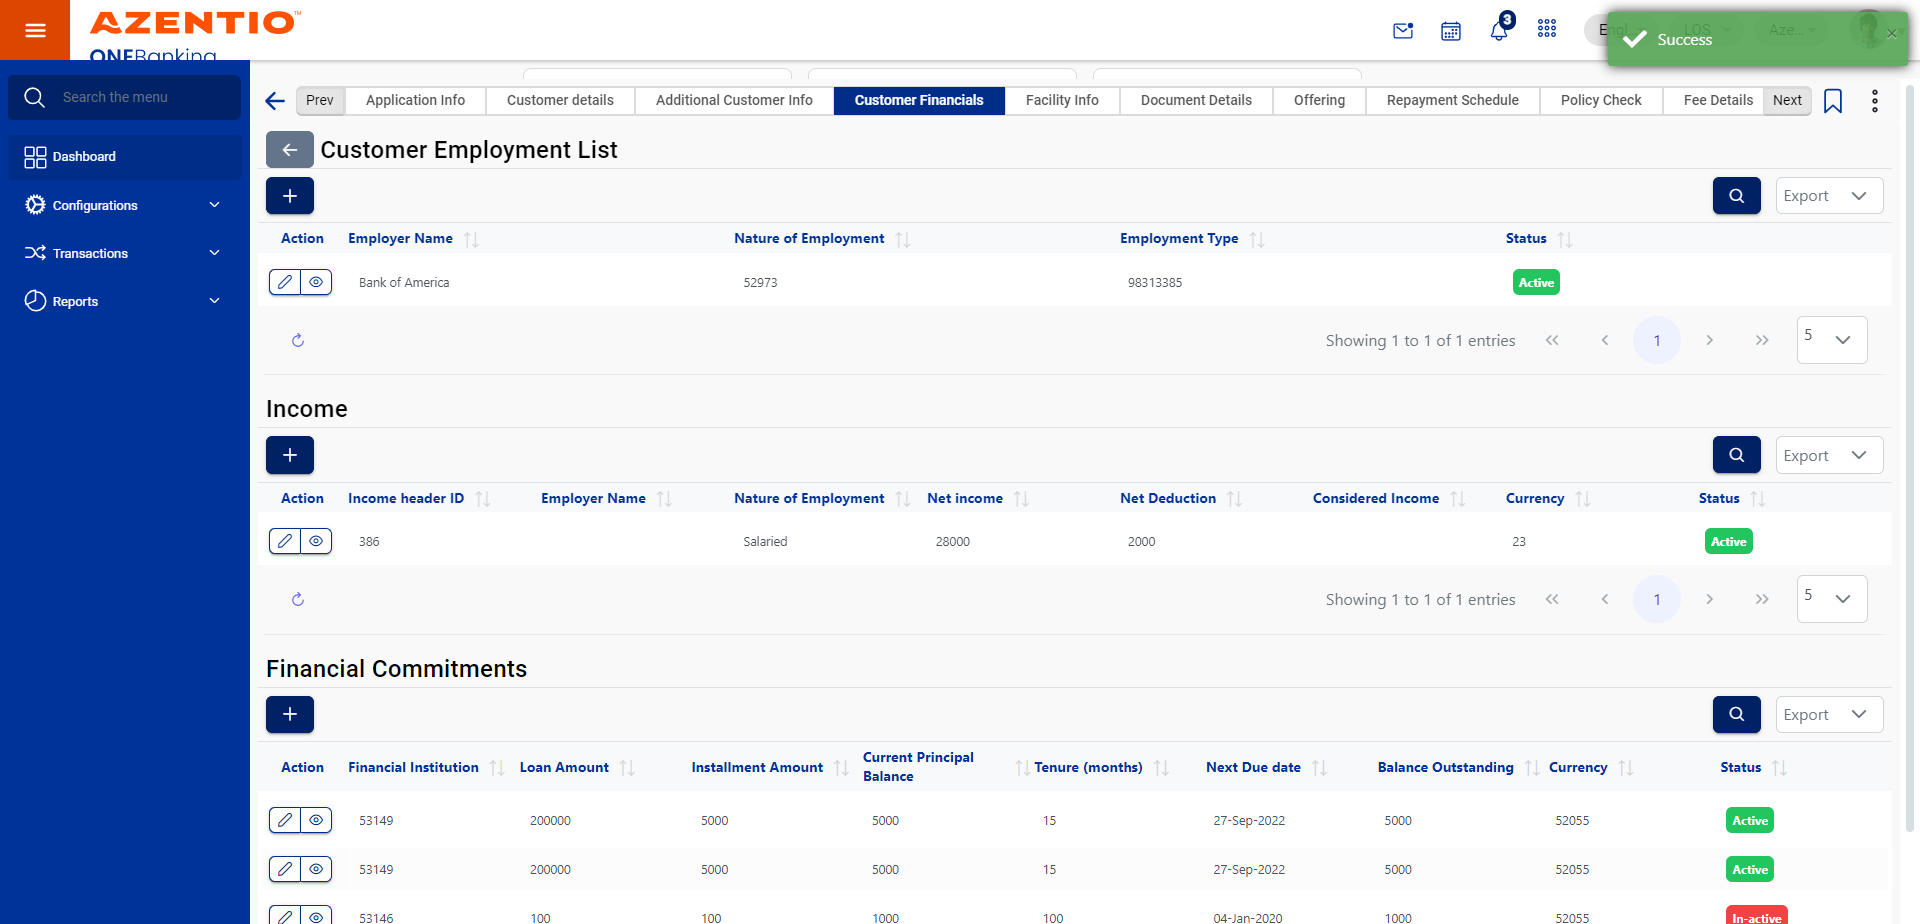 AZENTIO™
ONEBanking
3
Engl
LOS
Aze...
Success
Search the menu
Dashboard
Configurations
Transactions
Reports
Prev
Application Info
Customer details
Additional Customer Info
Customer Financials
Facility Info
Document Details
Offering
Repayment Schedule
Policy Check
Fee Details
Next
Customer Employment List
Export
Action Employer Name Nature of Employment Employment Type Status
Bank of America 52973 98313385 Active
Showing 1 to 1 of 1 entries 1 5
Income
Export
Action Income header ID Employer Name Nature of Employment Net income Net Deduction Considered Income Currency Status
386 Salaried 28000 2000 23 Active
Showing 1 to 1 of 1 entries 1 5
Financial Commitments
Export
Action Financial Institution Loan Amount Installment Amount Current Principal Balance Tenure (months) Next Due date Balance Outstanding Currency Status
53149 200000 5000 5000 15 27-Sep-2022 5000 52055 Active
53149 200000 5000 5000 15 27-Sep-2022 5000 52055 Active
53146 100 100 1000 100 04-Jan-2020 1000 52055 In-active